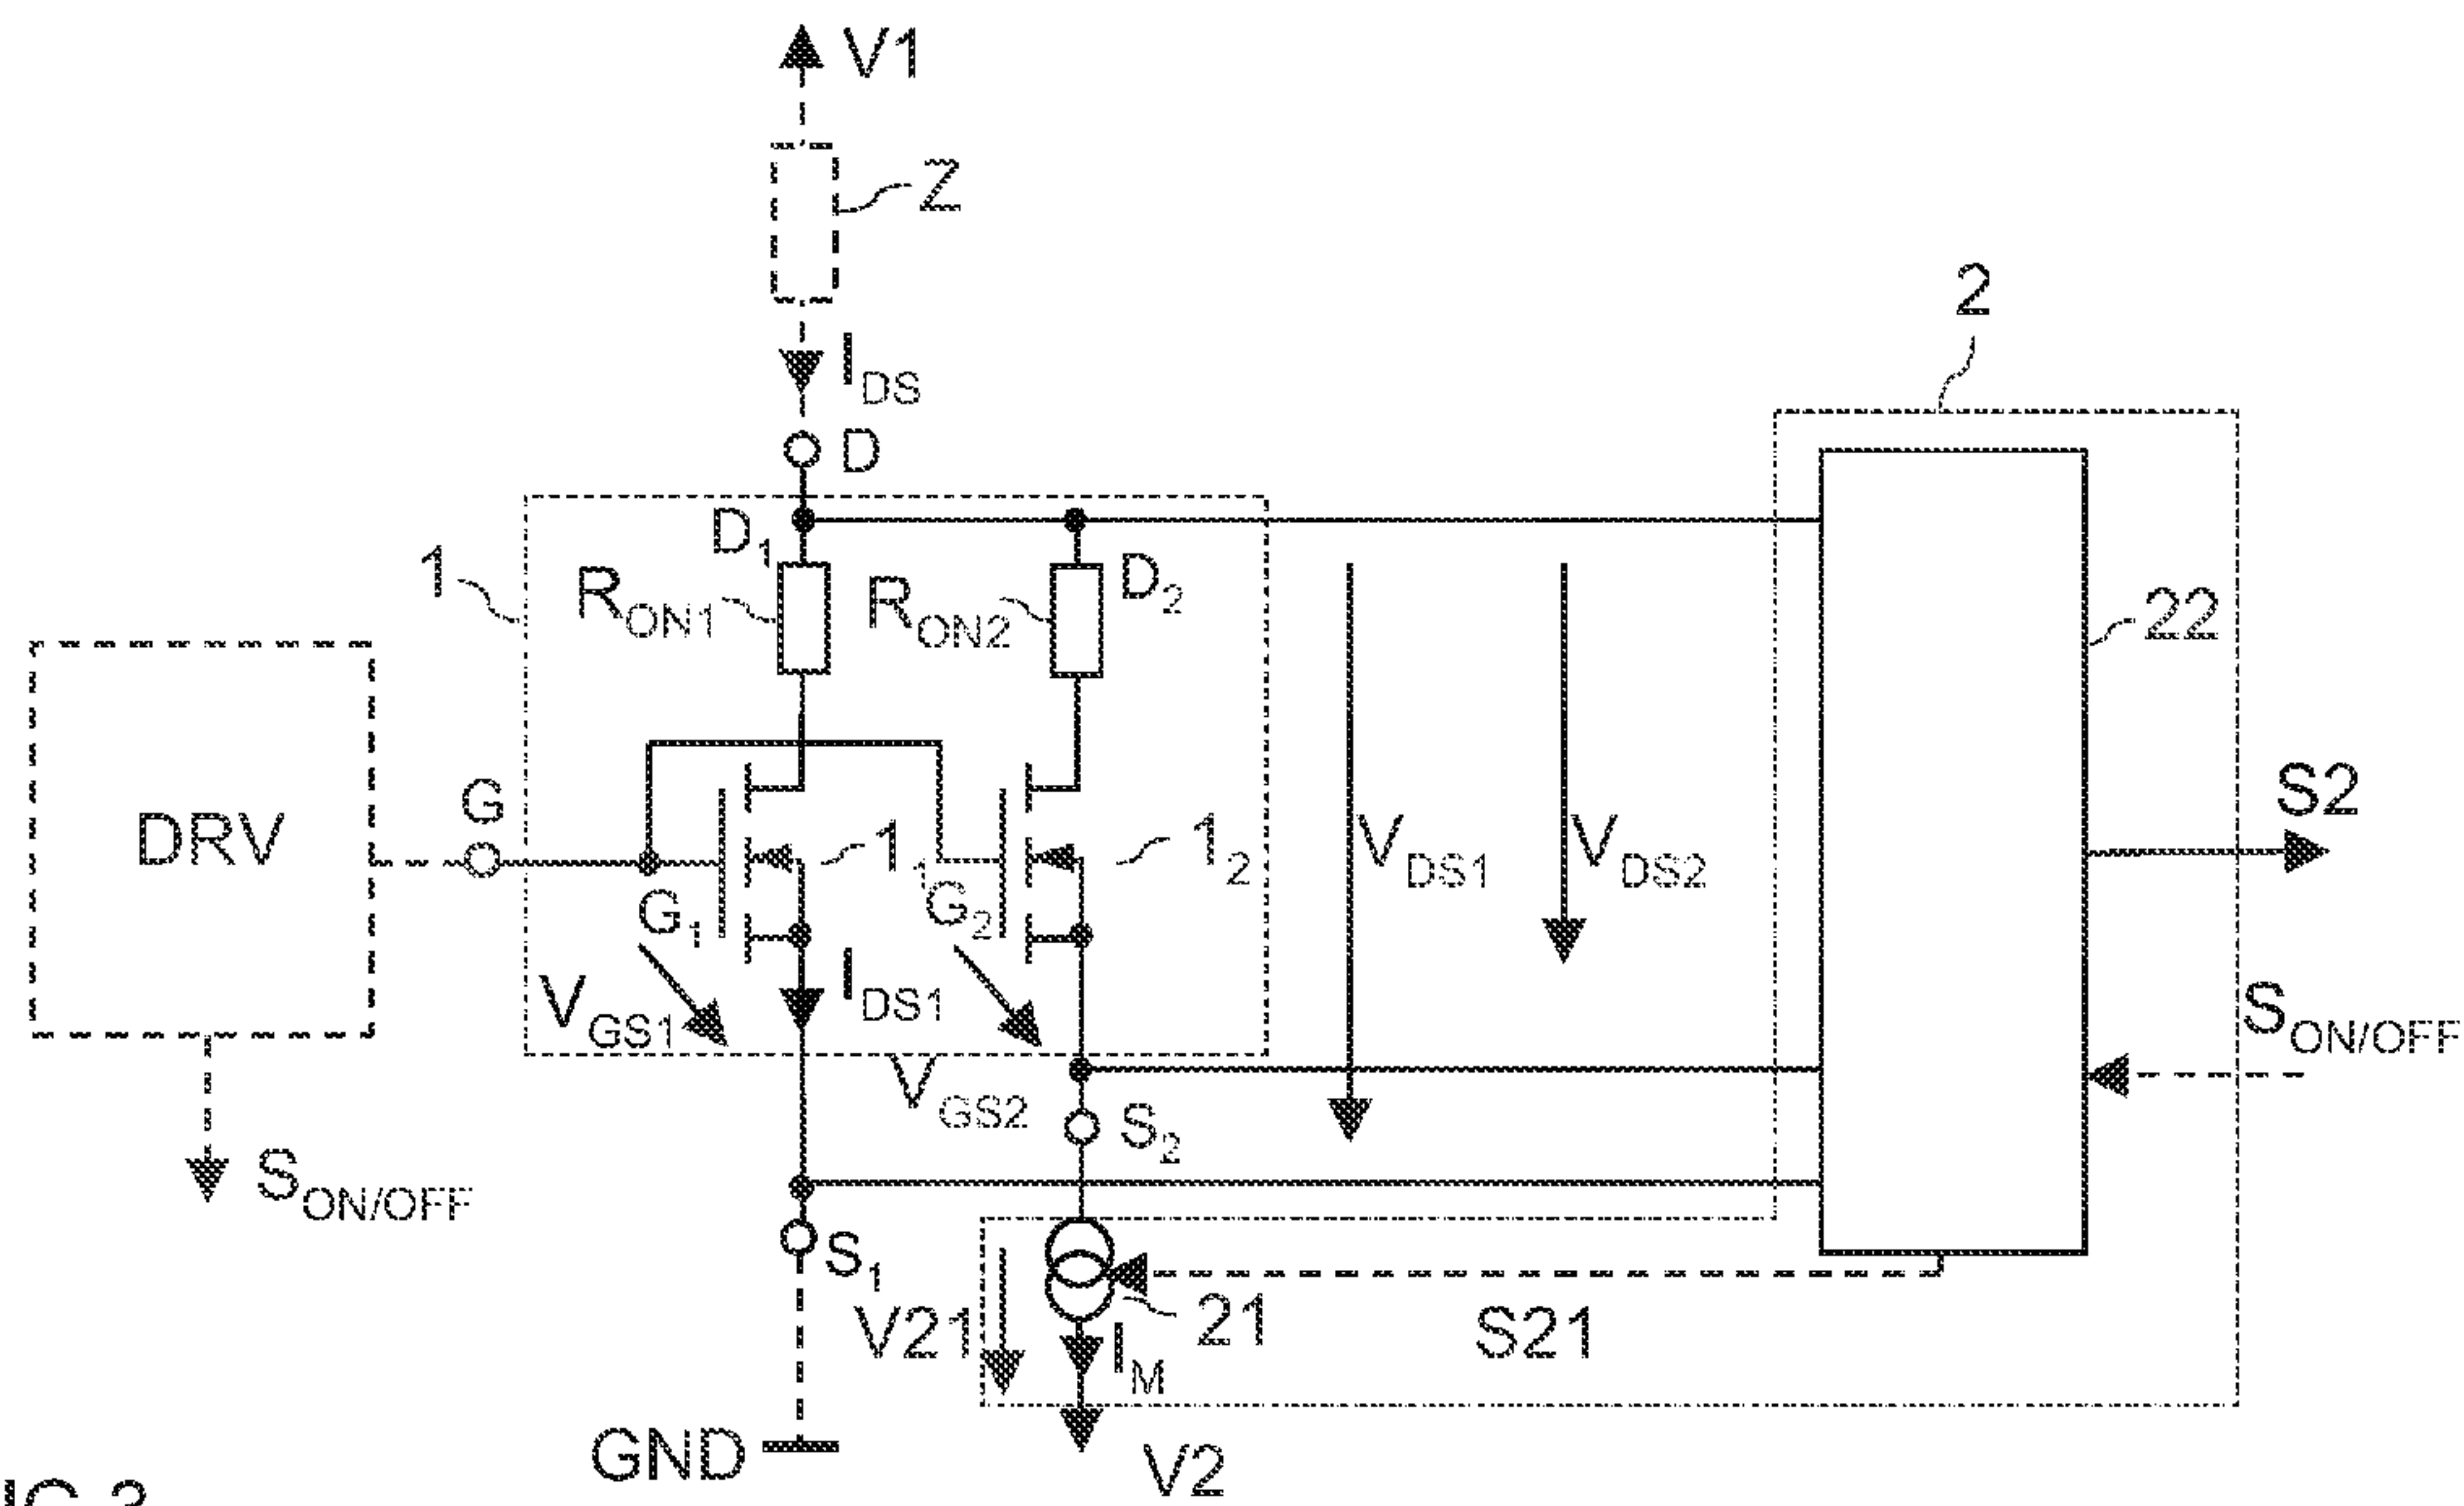 V1
Z
I_DS
2
D
D_1
1
R_ON1
R_ON2
D_2
22
DRV
G
1_1
1_2
V_DS1
V_DS2
S2
G_1
G_2
V_GS1
I_DS1
S_ON/OFF
V_GS2
S_2
S_ON/OFF
S_1
V21
21
S21
I_M
GND
V2